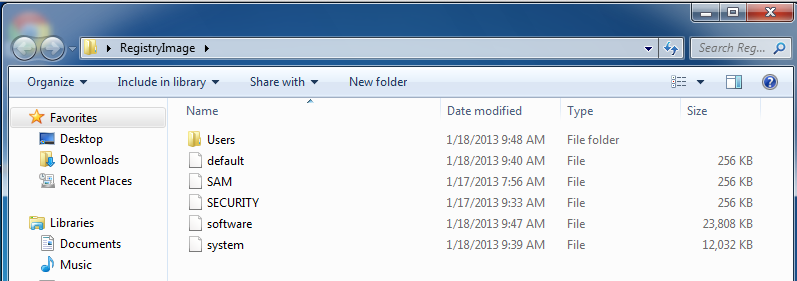 RegistryImage
Search Reg...
Organize Include in library Share with New folder
Favorites
Desktop
Downloads
Recent Places
Libraries
Documents
Music
Name Date modified Type Size
Users 1/18/2013 9:48 AM File folder
default 1/18/2013 9:40 AM File 256 KB
SAM 1/17/2013 7:56 AM File 256 KB
SECURITY 1/17/2013 9:33 AM File 256 KB
software 1/18/2013 9:47 AM File 23,808 KB
system 1/18/2013 9:39 AM File 12,032 KB